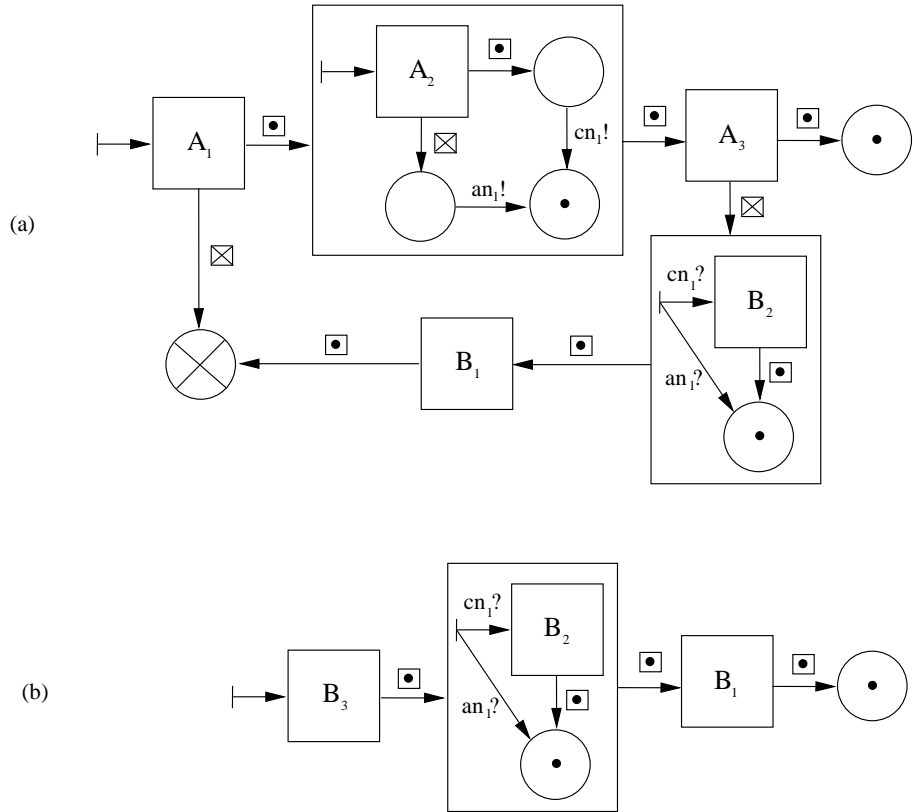 A₂
cn₁!
A₁
A₃
an₁!
(a)
cn₁?
B₂
B₁
an₁?
cn₁?
B₂
(b)
B₃
an₁?
B₁